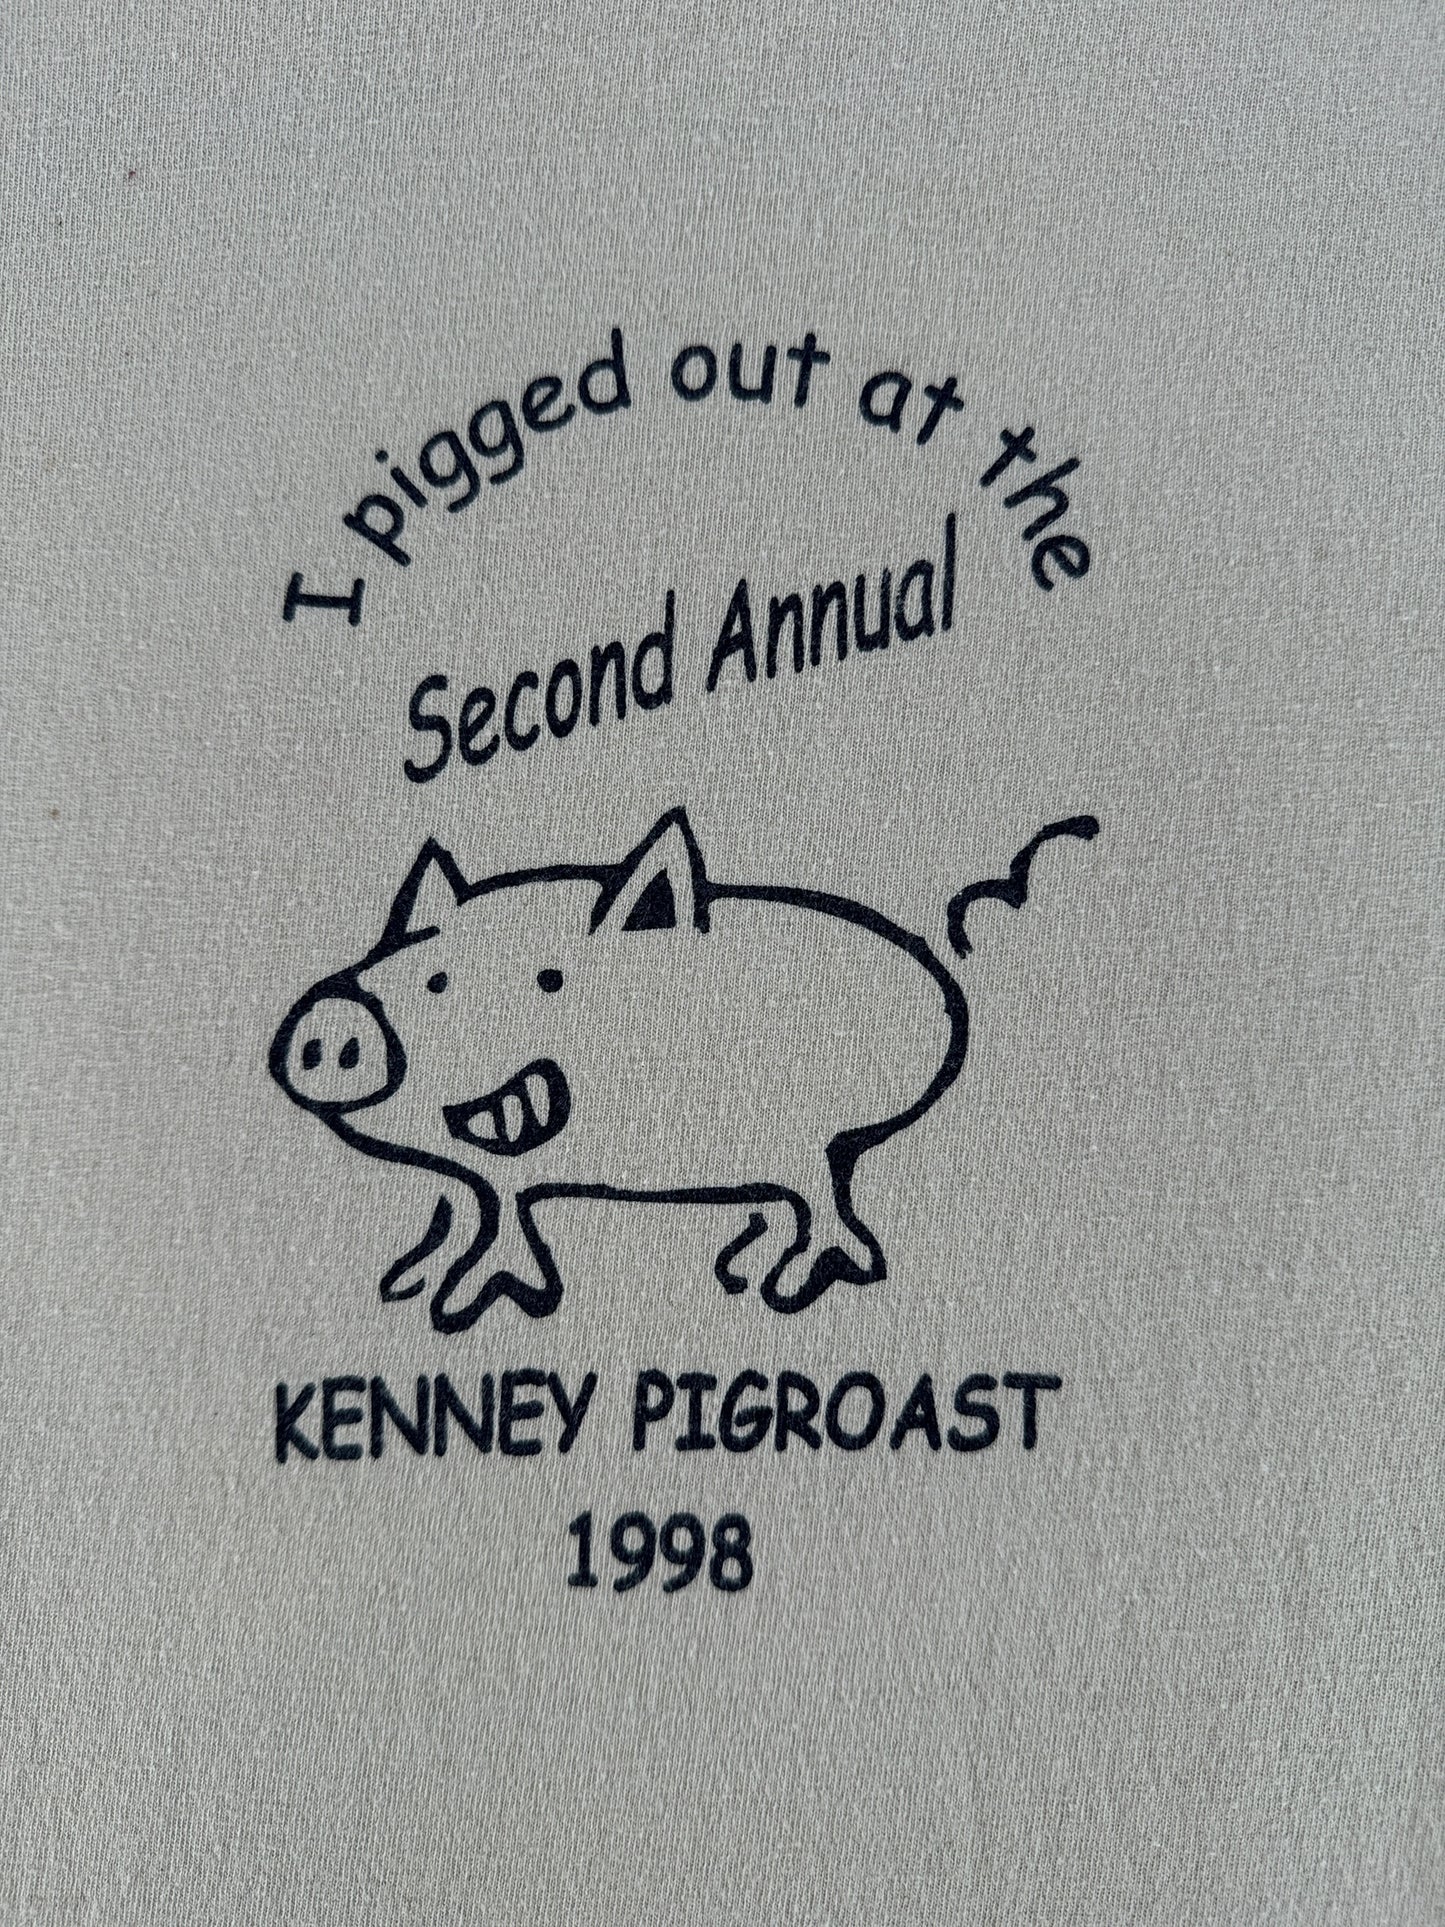 I pigged out at the
Second Annual
KENNEY PIGROAST
1998